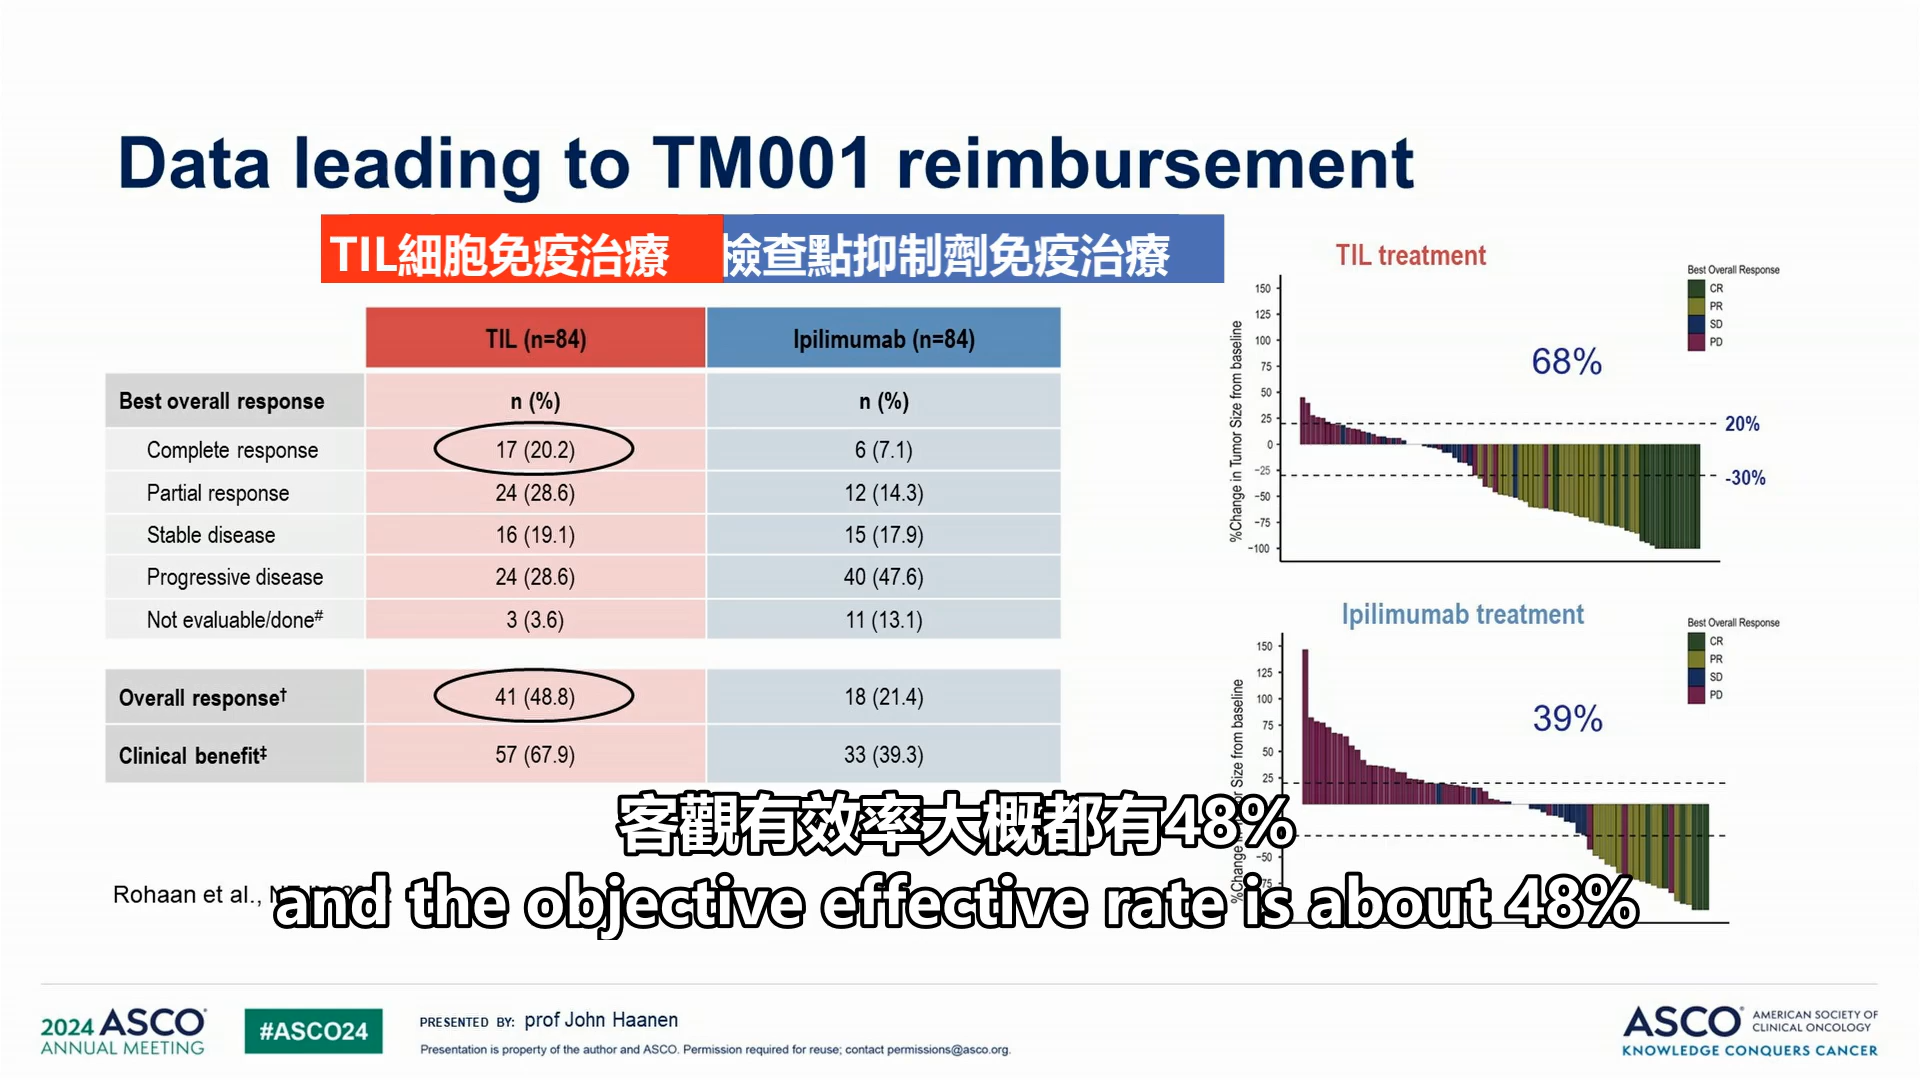 Data leading to TM001 reimbursement
TIL細胞免疫治療
檢查點抑制劑免疫治療
TIL (n=84) Ipilimumab (n=84)
Best overall response n (%) n (%)
Complete response 17 (20.2) 6 (7.1)
Partial response 24 (28.6) 12 (14.3)
Stable disease 16 (19.1) 15 (17.9)
Progressive disease 24 (28.6) 40 (47.6)
Not evaluable/done# 3 (3.6) 11 (13.1)
Overall response† 41 (48.8) 18 (21.4)
Clinical benefit‡ 57 (67.9) 33 (39.3)
TIL treatment
Best Overall Response
CR
PR
SD
PD
68%
%Change in Tumor Size from baseline
150
125
100
75
50
25
0
−25
−50
−75
−100
20%
-30%
Ipilimumab treatment
Best Overall Response
CR
PR
SD
PD
39%
%Change Size from baseline
150
125
100
75
50
25
−50
客觀有效率大概都有48%
Rohaan et al.,
and the objective effective rate is about 48%
2024 ASCO
ANNUAL MEETING
#ASCO24
PRESENTED BY: prof John Haanen
Presentation is property of the author and ASCO. Permission required for reuse; contact permissions@asco.org.
ASCO AMERICAN SOCIETY OF
CLINICAL ONCOLOGY
KNOWLEDGE CONQUERS CANCER